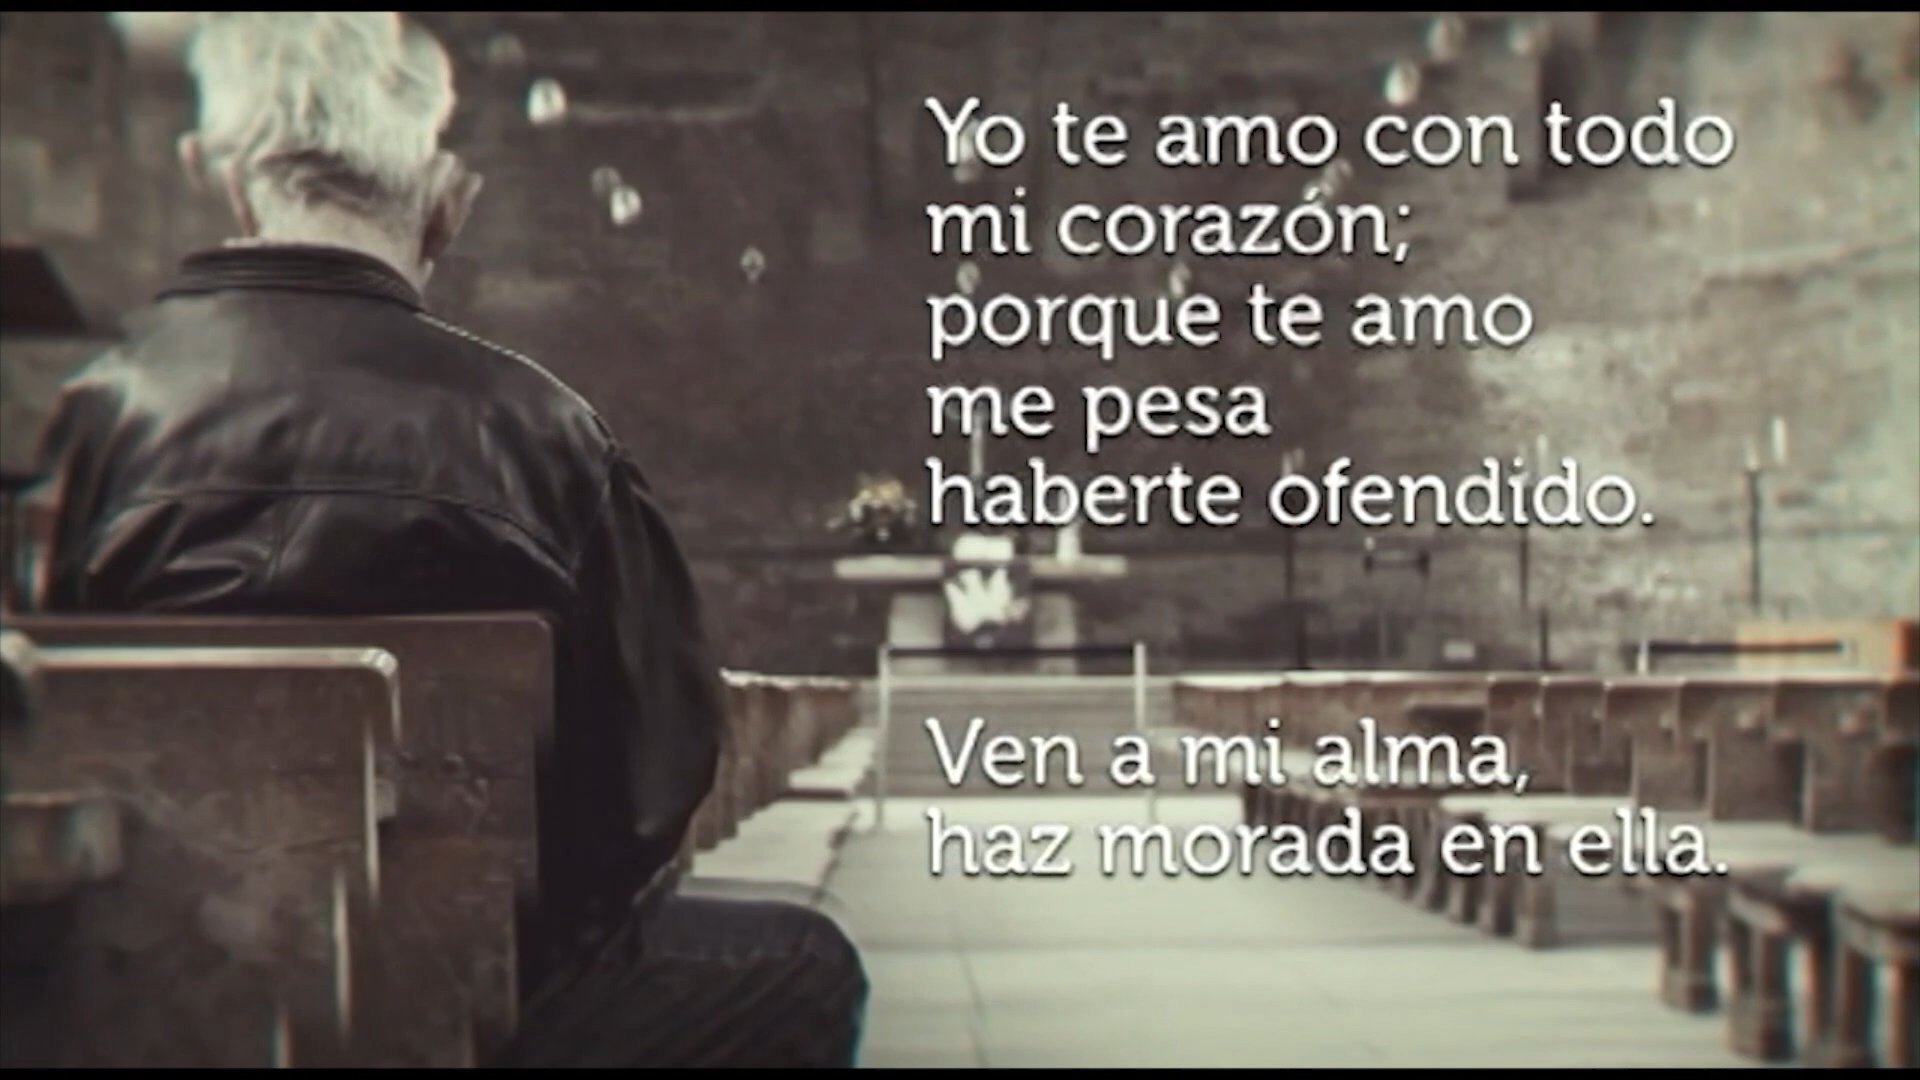 Yo te amo con todo
mi corazón;
porque te amo
me pesa
haberte ofendido.
Ven a mi alma,
haz morada en ella.